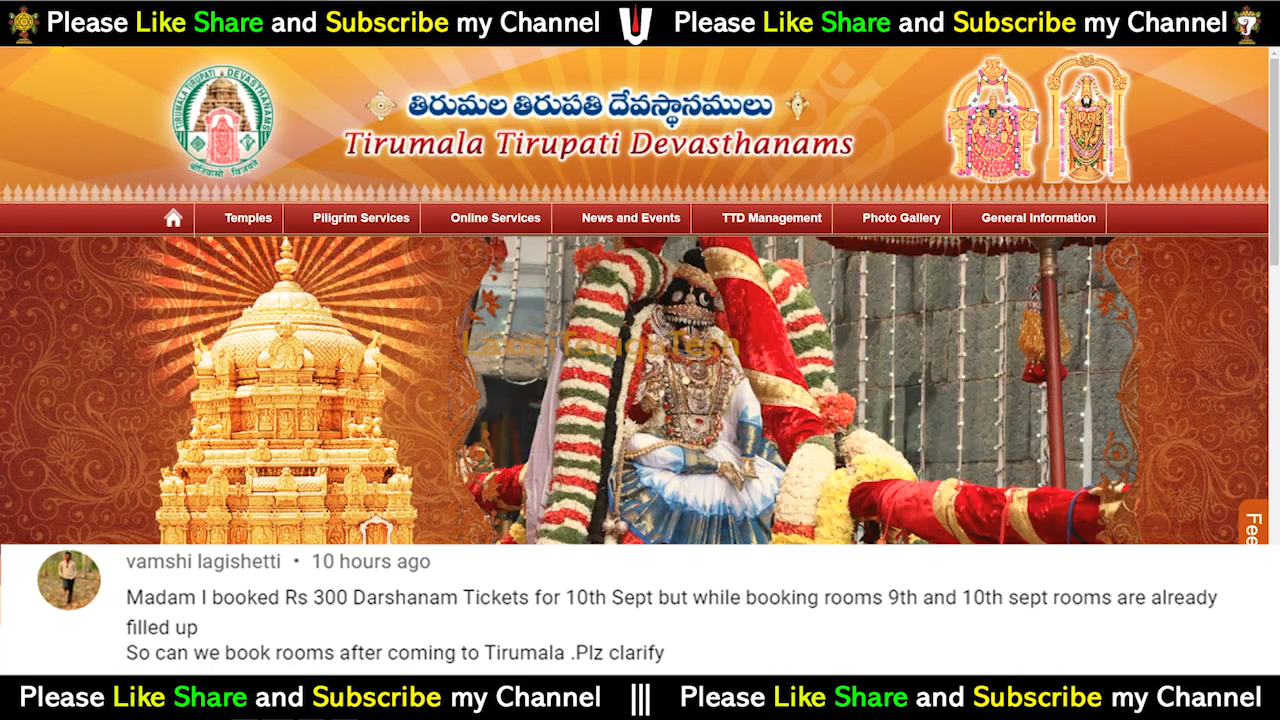 Please Like Share and Subscribe my Channel Please Like Share and Subscribe my Channel
TIRUMALA TIRUPATI DEVASTHANAMS
తిరుమల తిరుపతి దేవస్థానములు
Tirumala Tirupati Devasthanams
Temples Piligrim Services Online Services News and Events TTD Management Photo Gallery General Information
Fee
vamshi lagishetti • 10 hours ago
Madam I booked Rs 300 Darshanam Tickets for 10th Sept but while booking rooms 9th and 10th sept rooms are already
filled up
So can we book rooms after coming to Tirumala .Plz clarify
Please Like Share and Subscribe my Channel ||| Please Like Share and Subscribe my Channel